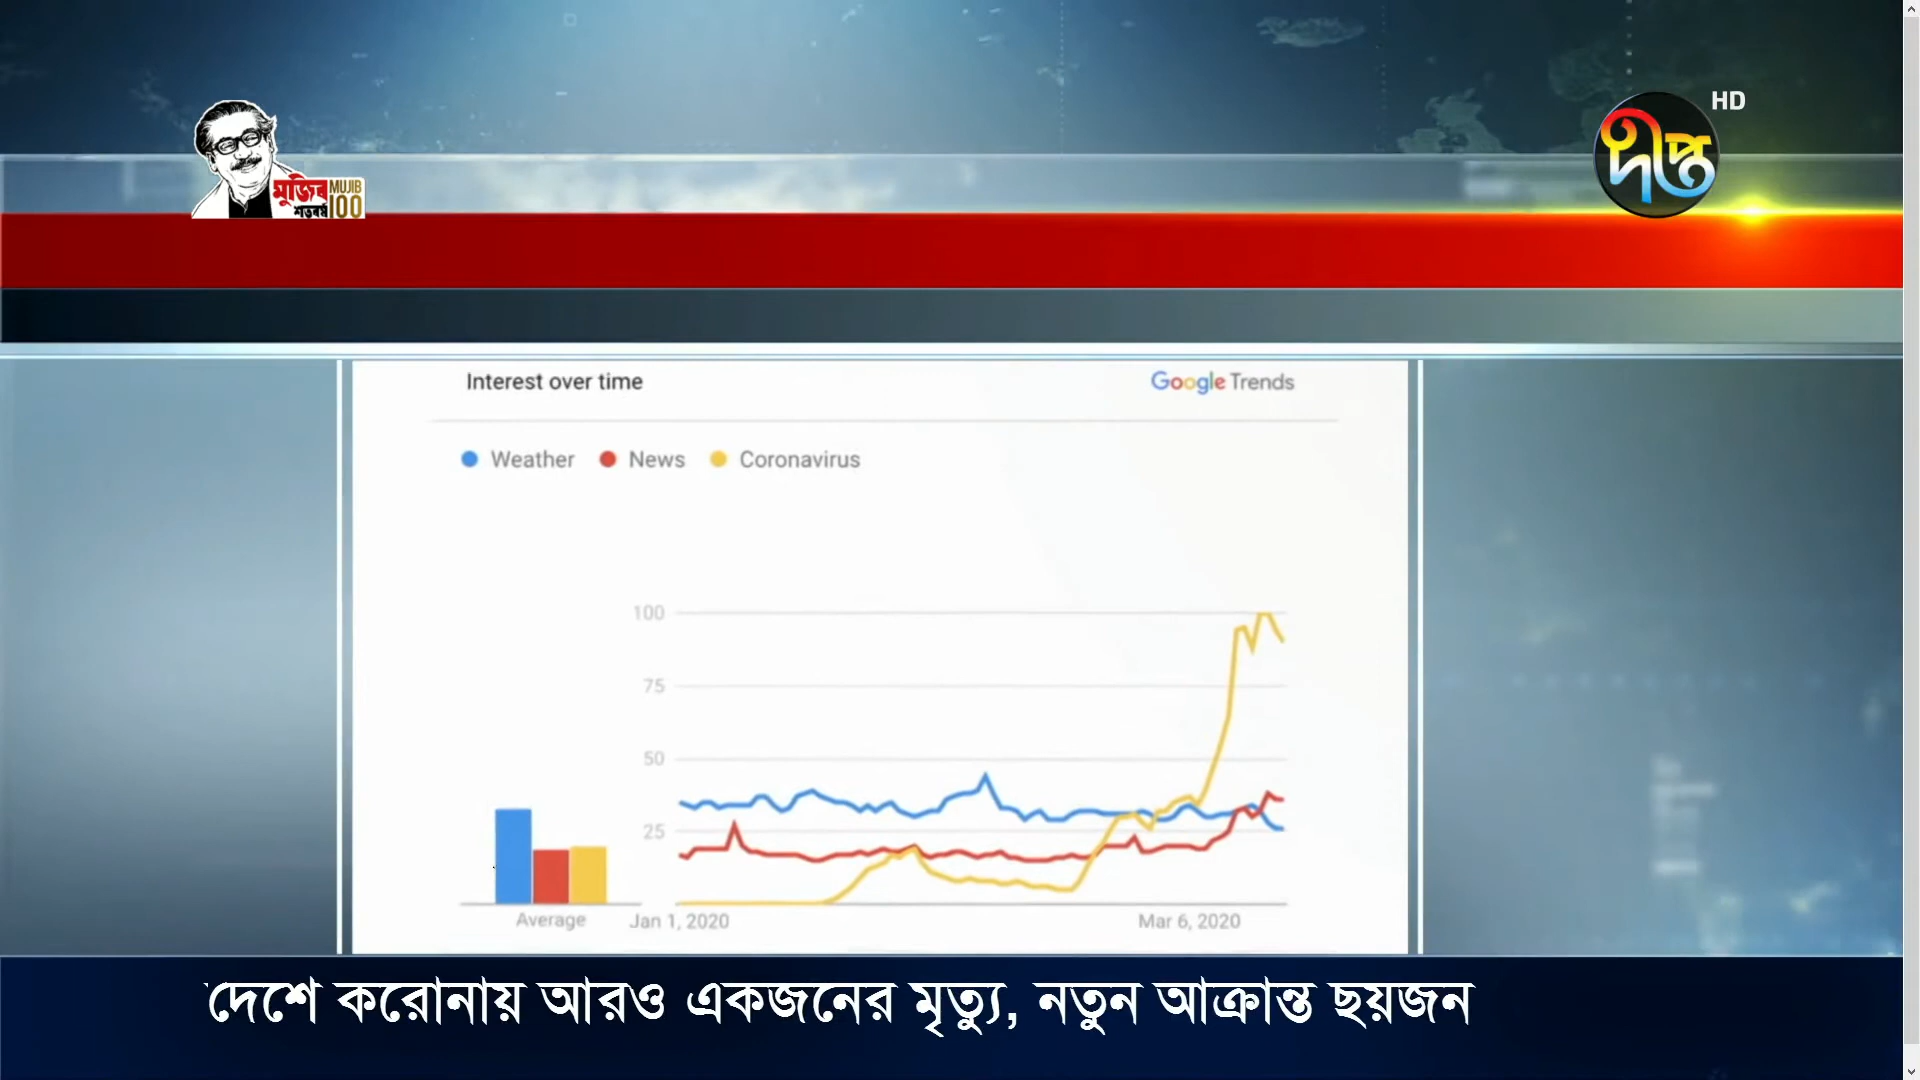 HD
দীপ্ত
মুজিব MUJIB
শতবর্ষ 100
Interest over time Google Trends
Weather News Coronavirus
100
75
50
25
Average Jan 1, 2020 Mar 6, 2020
দেশে করোনায় আরও একজনের মৃত্যু, নতুন আক্রান্ত ছয়জন